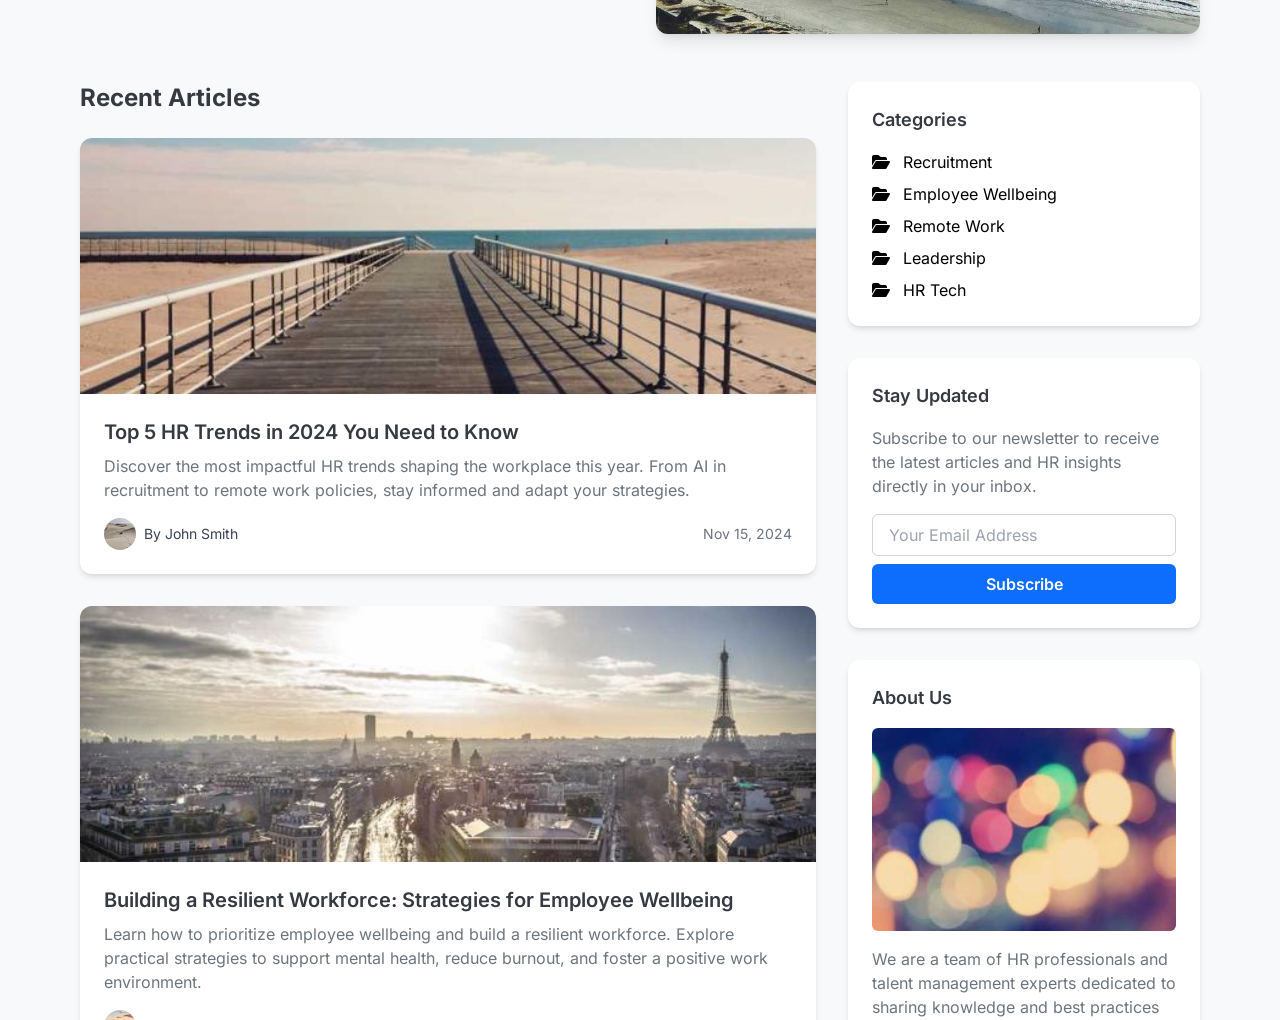 Recent Articles
Top 5 HR Trends in 2024 You Need to Know
Discover the most impactful HR trends shaping the workplace this year. From AI in
recruitment to remote work policies, stay informed and adapt your strategies.
By John Smith
Nov 15, 2024
Building a Resilient Workforce: Strategies for Employee Wellbeing
Learn how to prioritize employee wellbeing and build a resilient workforce. Explore
practical strategies to support mental health, reduce burnout, and foster a positive work
environment.
Categories
Recruitment
Employee Wellbeing
Remote Work
Leadership
HR Tech
Stay Updated
Subscribe to our newsletter to receive
the latest articles and HR insights
directly in your inbox.
Your Email Address
Subscribe
About Us
We are a team of HR professionals and
talent management experts dedicated to
sharing knowledge and best practices